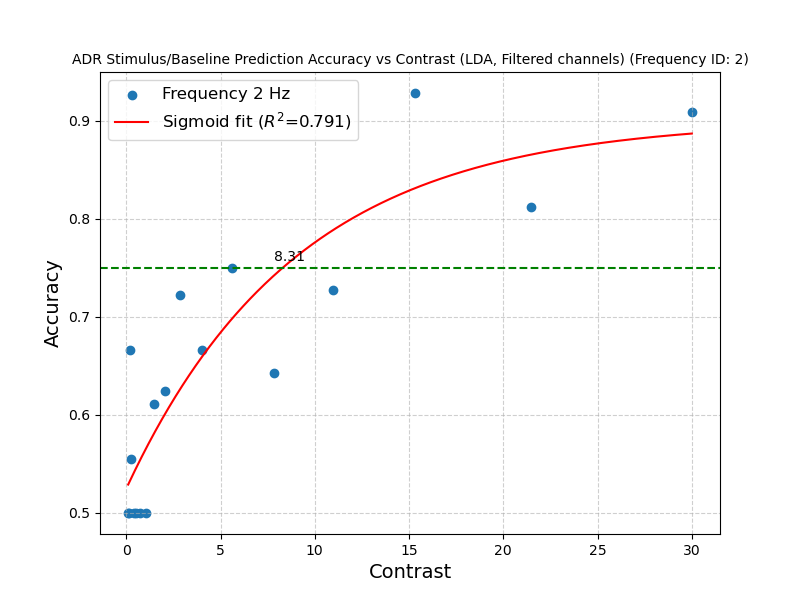 ADR Stimulus/Baseline Prediction Accuracy vs Contrast (LDA, Filtered channels) (Frequency ID: 2)
Frequency 2 Hz
Sigmoid fit (R²=0.791)
0.9
0.8
8.31
0.7
0.6
0.5
Accuracy
0 5 10 15 20 25 30
Contrast